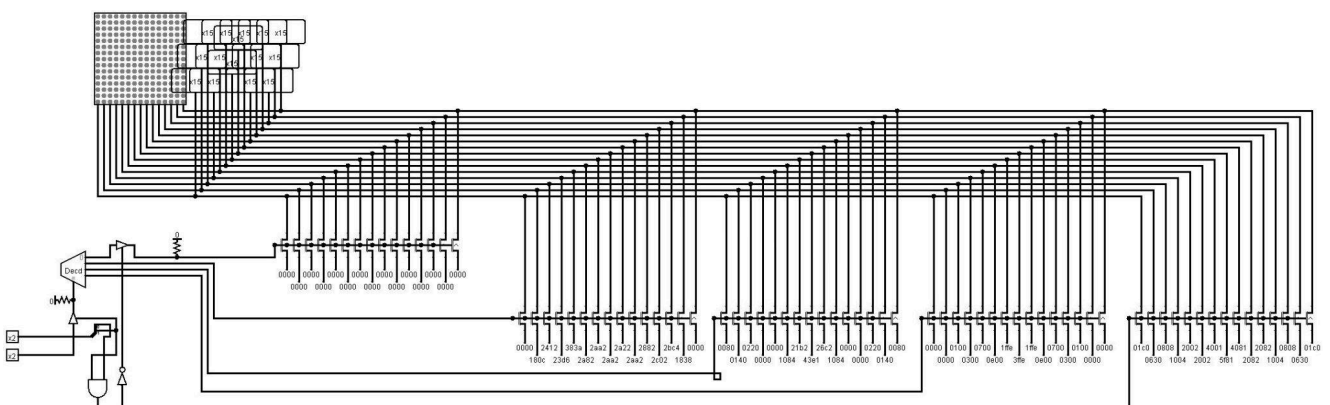 x15 x15 x15 x15 x15
x15
x15 x15 x15 x15
x15
x15 x15 x15 x15
0
0000 0000 0000 0000 0000 0000 0000 0000
0000 0000 0000 0000 0000 0000 0000
Decd
0
x2
x2
0000 2412 383a 2aa2 2a22 2882 2bc4 0000
180c 23d6 2a82 2aa2 2aa2 2c02 1838
0080 0220 0000 21b2 26c2 0000 0220 0080
0140 0000 1084 43e1 1084 0000 0140
0000 0100 0700 1ffe 1ffe 0700 0100 0000
0000 0300 0e00 3ffe 0e00 0300 0000
01c0 0808 2002 4001 4081 2082 0808 01c0
0630 1004 2002 5f81 2082 1004 0630